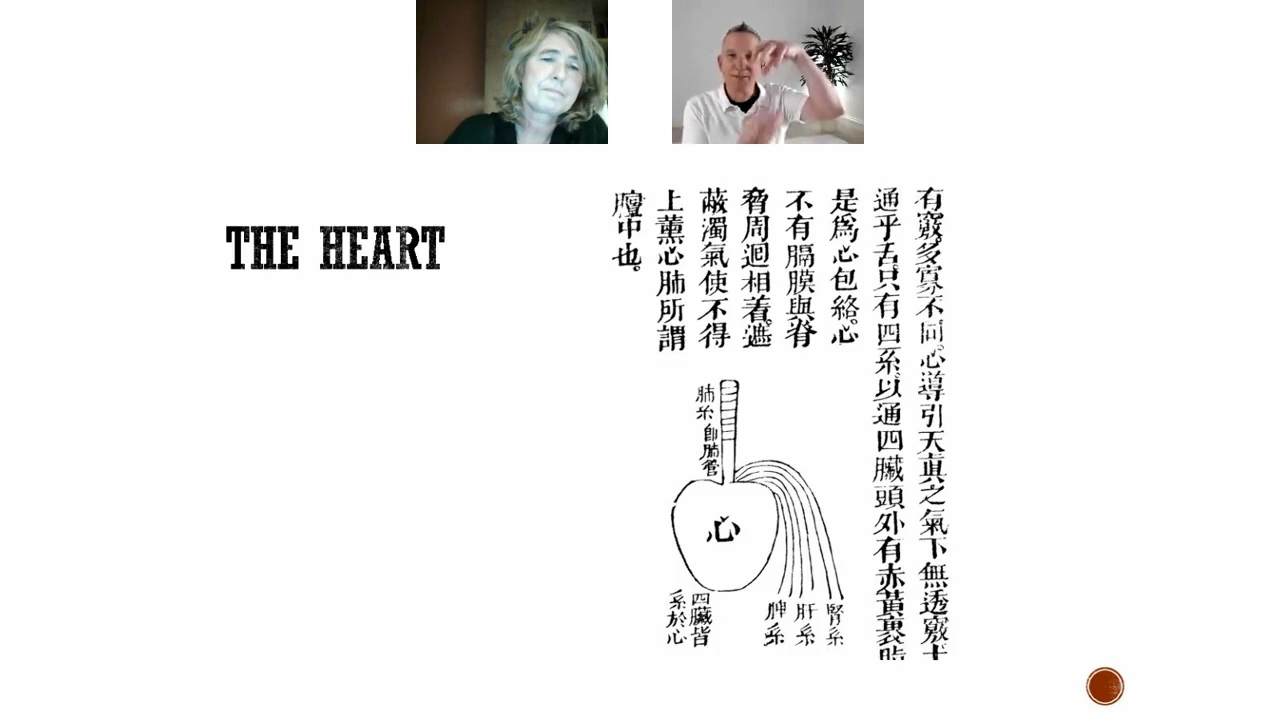 THE HEART
有竅。多寡不同。心導引天真之氣下無透竅上
通乎舌。只有四系。以通四臟頭外有赤黃裹脂
是爲心包絡。心
不有膈膜與脊
脅周迴相着。遮
蔽濁氣使不得
上薰心肺所謂
膻中也。
肺系即肺管
心
腎系
肝系
脾系
四臟皆
系於心